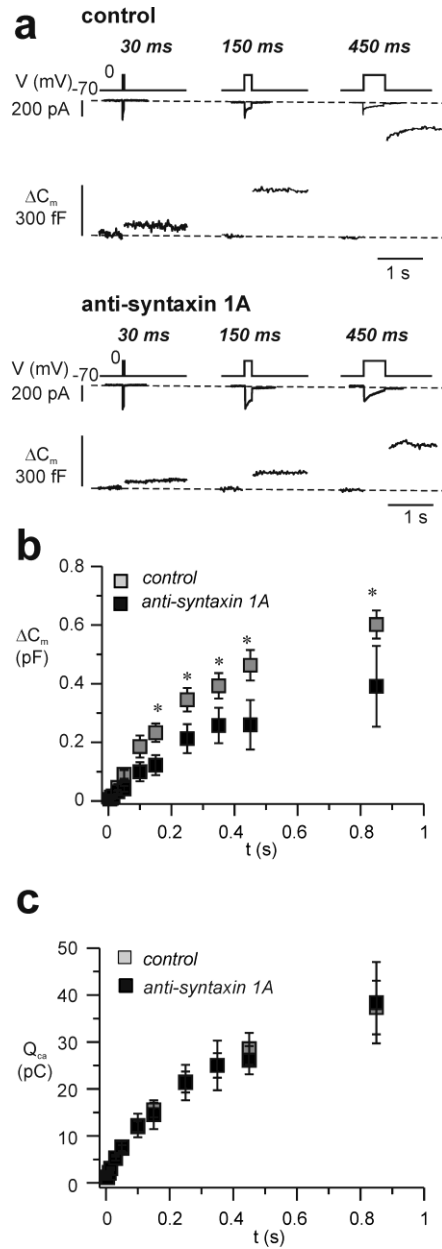 a
control
30 ms 150 ms 450 ms
0
V (mV)
-70
200 pA
ΔCm
300 fF
1 s
anti-syntaxin 1A
30 ms 150 ms 450 ms
0
V (mV)
-70
200 pA
ΔCm
300 fF
1 s
b
0.8
control
anti-syntaxin 1A
ΔCm
(pF)
0.6
0.4
0.2
0
* * * * *
0 0.2 0.4 0.6 0.8 1
t (s)
c
50
control
anti-syntaxin 1A
40
30
Qca
(pC)
20
10
0
0 0.2 0.4 0.6 0.8 1
t (s)